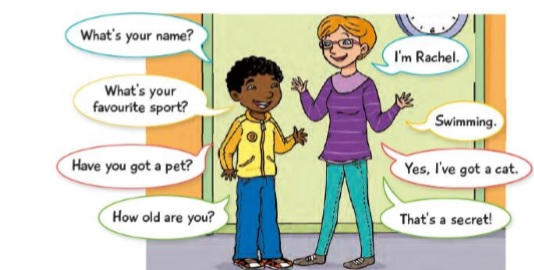 What's your name?
I'm Rachel.
What's your
favourite sport?
Swimming.
Have you got a pet?
Yes, I've got a cat.
How old are you?
That's a secret!